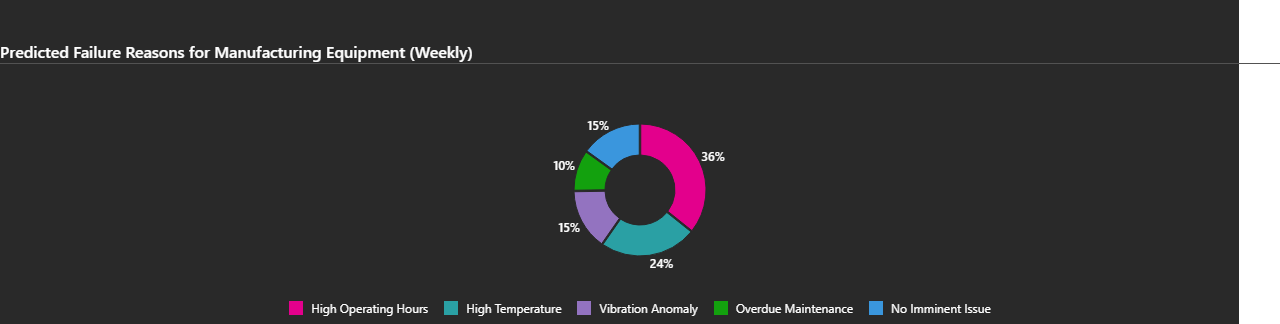 Predicted Failure Reasons for Manufacturing Equipment (Weekly)
15%
36%
10%
15%
24%
High Operating Hours High Temperature Vibration Anomaly Overdue Maintenance No Imminent Issue